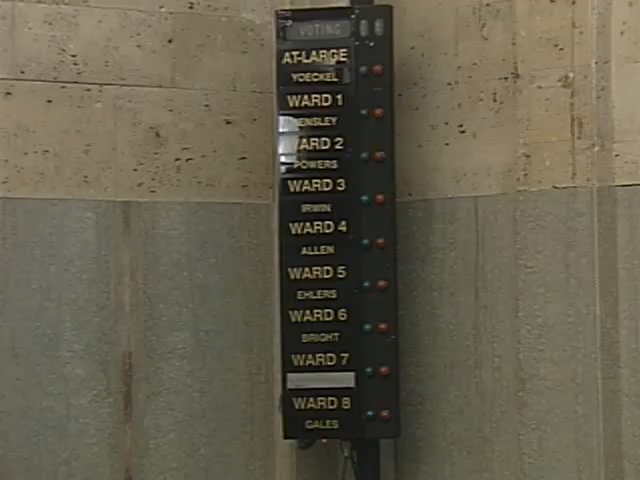 VOTING
AT-LARGE
YOECKEL
WARD 1
ENSLEY
WARD 2
POWERS
WARD 3
IRWIN
WARD 4
ALLEN
WARD 5
EHLERS
WARD 6
BRIGHT
WARD 7
WARD 8
GALES